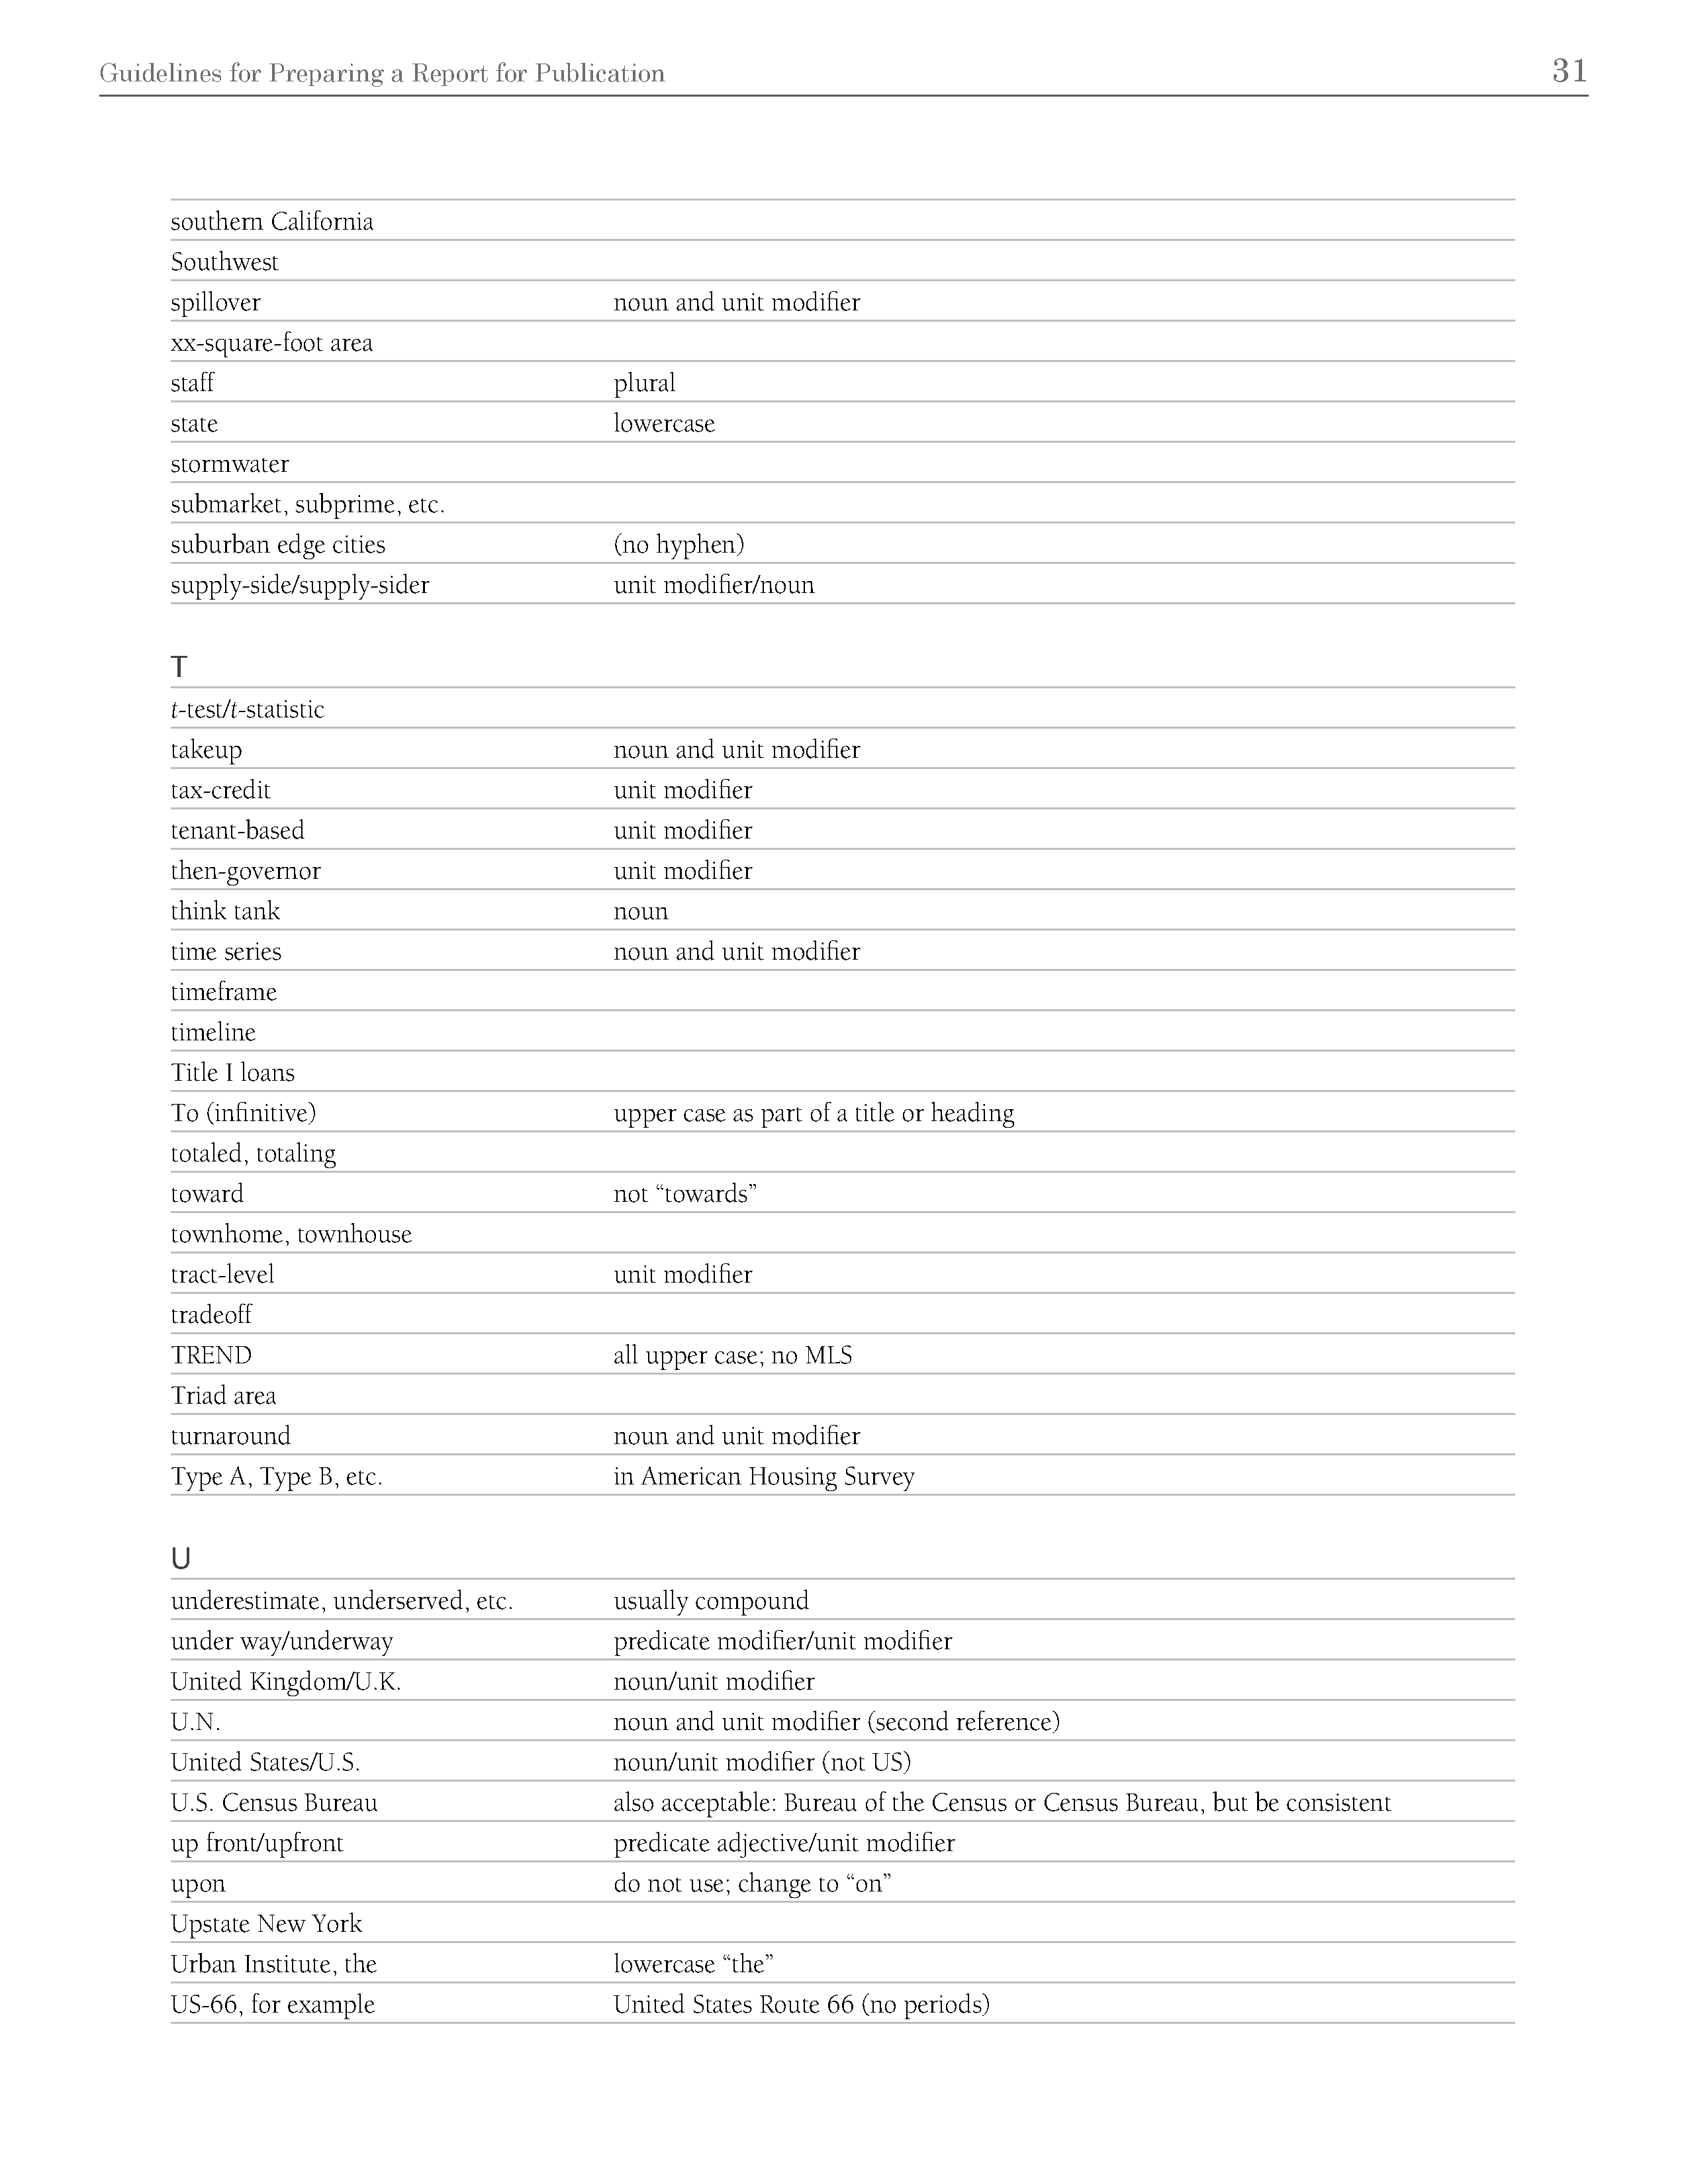 Guidelines for Preparing a Report for Publication 31
southern California
Southwest
spillover noun and unit modifier
xx-square-foot area
staff plural
state lowercase
stormwater
submarket, subprime, etc.
suburban edge cities (no hyphen)
supply-side/supply-sider unit modifier/noun
T
t-test/t-statistic
takeup noun and unit modifier
tax-credit unit modifier
tenant-based unit modifier
then-governor unit modifier
think tank noun
time series noun and unit modifier
timeframe
timeline
Title I loans
To (infinitive) upper case as part of a title or heading
totaled, totaling
toward not “towards”
townhome, townhouse
tract-level unit modifier
tradeoff
TREND all upper case; no MLS
Triad area
turnaround noun and unit modifier
Type A, Type B, etc. in American Housing Survey
U
underestimate, underserved, etc. usually compound
under way/underway predicate modifier/unit modifier
United Kingdom/U.K. noun/unit modifier
U.N. noun and unit modifier (second reference)
United States/U.S. noun/unit modifier (not US)
U.S. Census Bureau also acceptable: Bureau of the Census or Census Bureau, but be consistent
up front/upfront predicate adjective/unit modifier
upon do not use; change to “on”
Upstate New York
Urban Institute, the lowercase “the”
US-66, for example United States Route 66 (no periods)